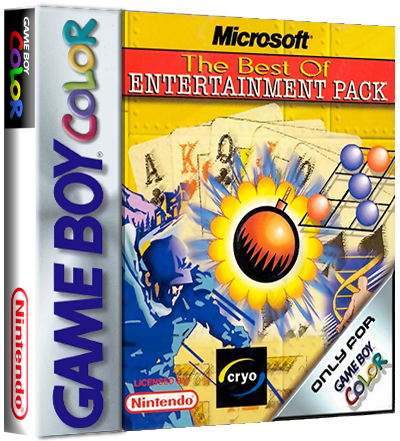 GAME BOY
COLOR
Nintendo®
GAME BOY
COLOR
Microsoft®
The Best Of
ENTERTAINMENT PACK
A K Q J
LICENSED BY
Nintendo®
cryo
ONLY FOR
GAME BOY
COLOR